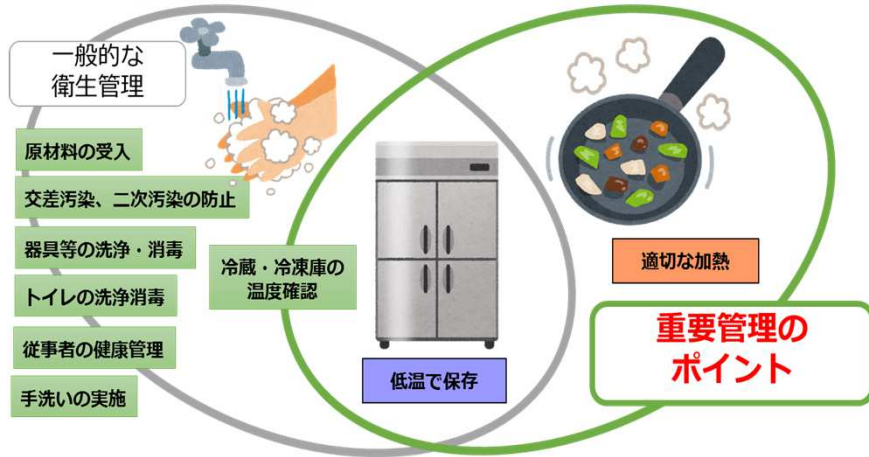 一般的な
衛生管理
原材料の受入
交差汚染、二次汚染の防止
器具等の洗浄・消毒
トイレの洗浄消毒
従事者の健康管理
手洗いの実施
冷蔵・冷凍庫の
温度確認
低温で保存
適切な加熱
重要管理の
ポイント